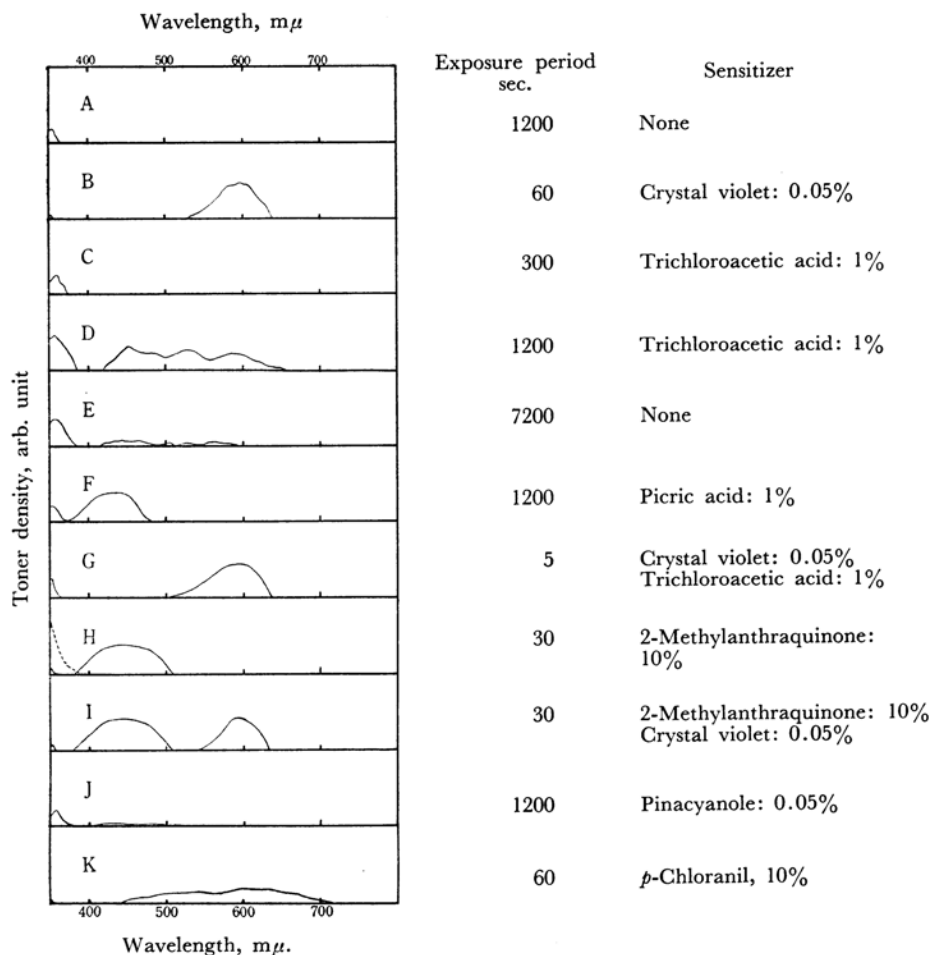 Wavelength, mμ
400 500 600 700
Exposure period
sec.
Sensitizer
A
1200
None
B
60
Crystal violet: 0.05%
C
300
Trichloroacetic acid: 1%
D
1200
Trichloroacetic acid: 1%
E
7200
None
F
1200
Picric acid: 1%
G
5
Crystal violet: 0.05%
Trichloroacetic acid: 1%
H
30
2-Methylanthraquinone:
10%
I
30
2-Methylanthraquinone: 10%
Crystal violet: 0.05%
J
1200
Pinacyanole: 0.05%
K
60
p-Chloranil, 10%
Toner density, arb. unit
400 500 600 700
Wavelength, mμ.